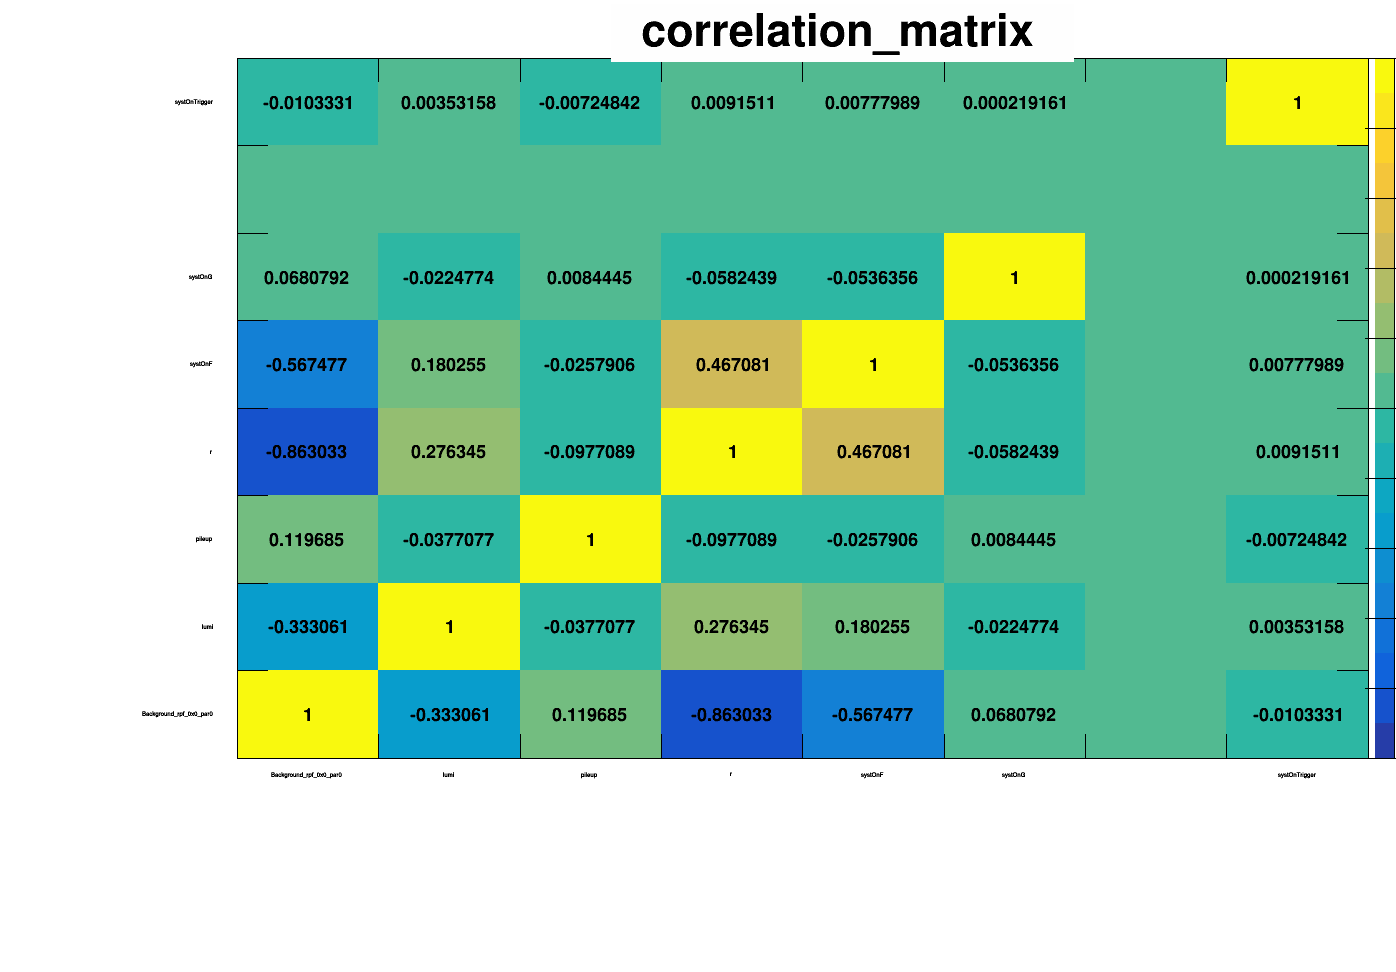 correlation_matrix
systOnTrigger -0.0103331 0.00353158 -0.00724842 0.0091511 0.00777989 0.000219161 1
systOnG 0.0680792 -0.0224774 0.0084445 -0.0582439 -0.0536356 1 0.000219161
systOnF -0.567477 0.180255 -0.0257906 0.467081 1 -0.0536356 0.00777989
r -0.863033 0.276345 -0.0977089 1 0.467081 -0.0582439 0.0091511
pileup 0.119685 -0.0377077 1 -0.0977089 -0.0257906 0.0084445 -0.00724842
lumi -0.333061 1 -0.0377077 0.276345 0.180255 -0.0224774 0.00353158
Background_rpf_0x0_par0 1 -0.333061 0.119685 -0.863033 -0.567477 0.0680792 -0.0103331
Background_rpf_0x0_par0 lumi pileup r systOnF systOnG systOnTrigger